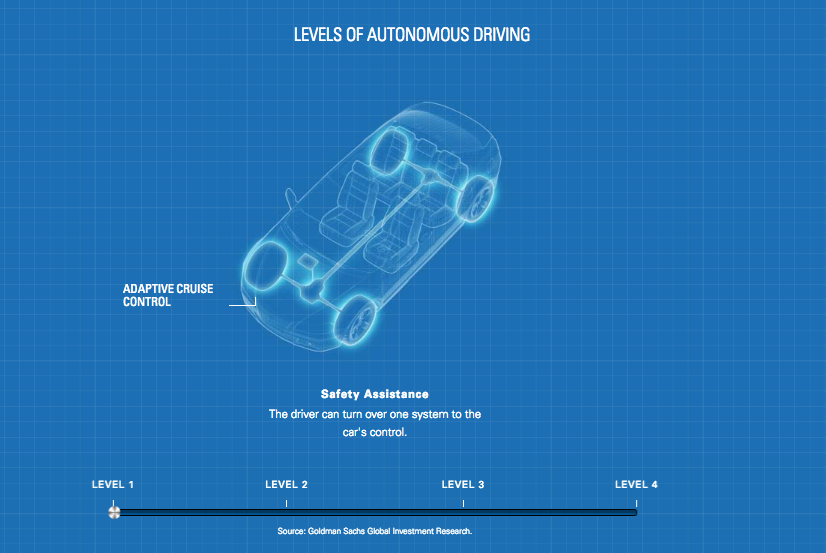 LEVELS OF AUTONOMOUS DRIVING
ADAPTIVE CRUISE
CONTROL
Safety Assistance
The driver can turn over one system to the
car's control.
LEVEL 1
LEVEL 2
LEVEL 3
LEVEL 4
Source: Goldman Sachs Global Investment Research.